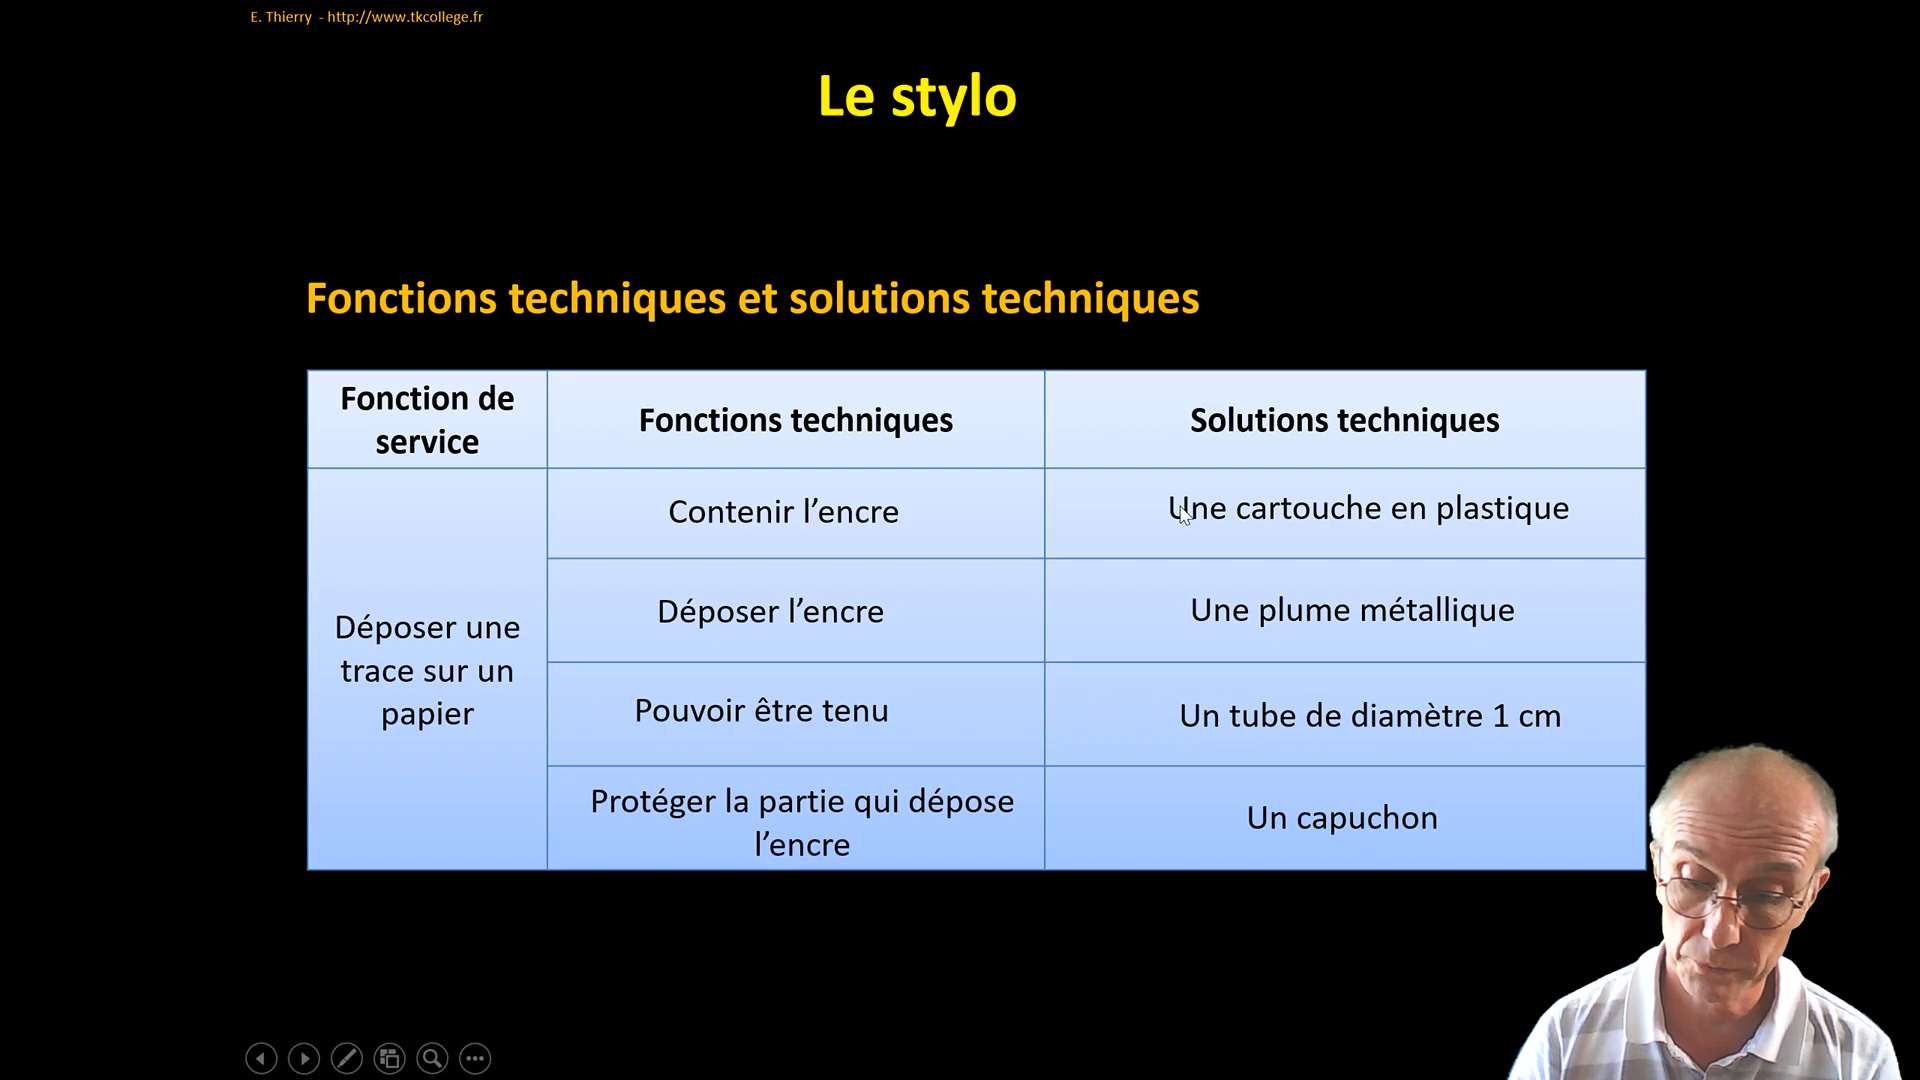 E. Thierry - http://www.tkcollege.fr
Le stylo
Fonctions techniques et solutions techniques
Fonction de
service
Fonctions techniques
Solutions techniques
Déposer une
trace sur un
papier
Contenir l’encre
Une cartouche en plastique
Déposer l’encre
Une plume métallique
Pouvoir être tenu
Un tube de diamètre 1 cm
Protéger la partie qui dépose
l’encre
Un capuchon